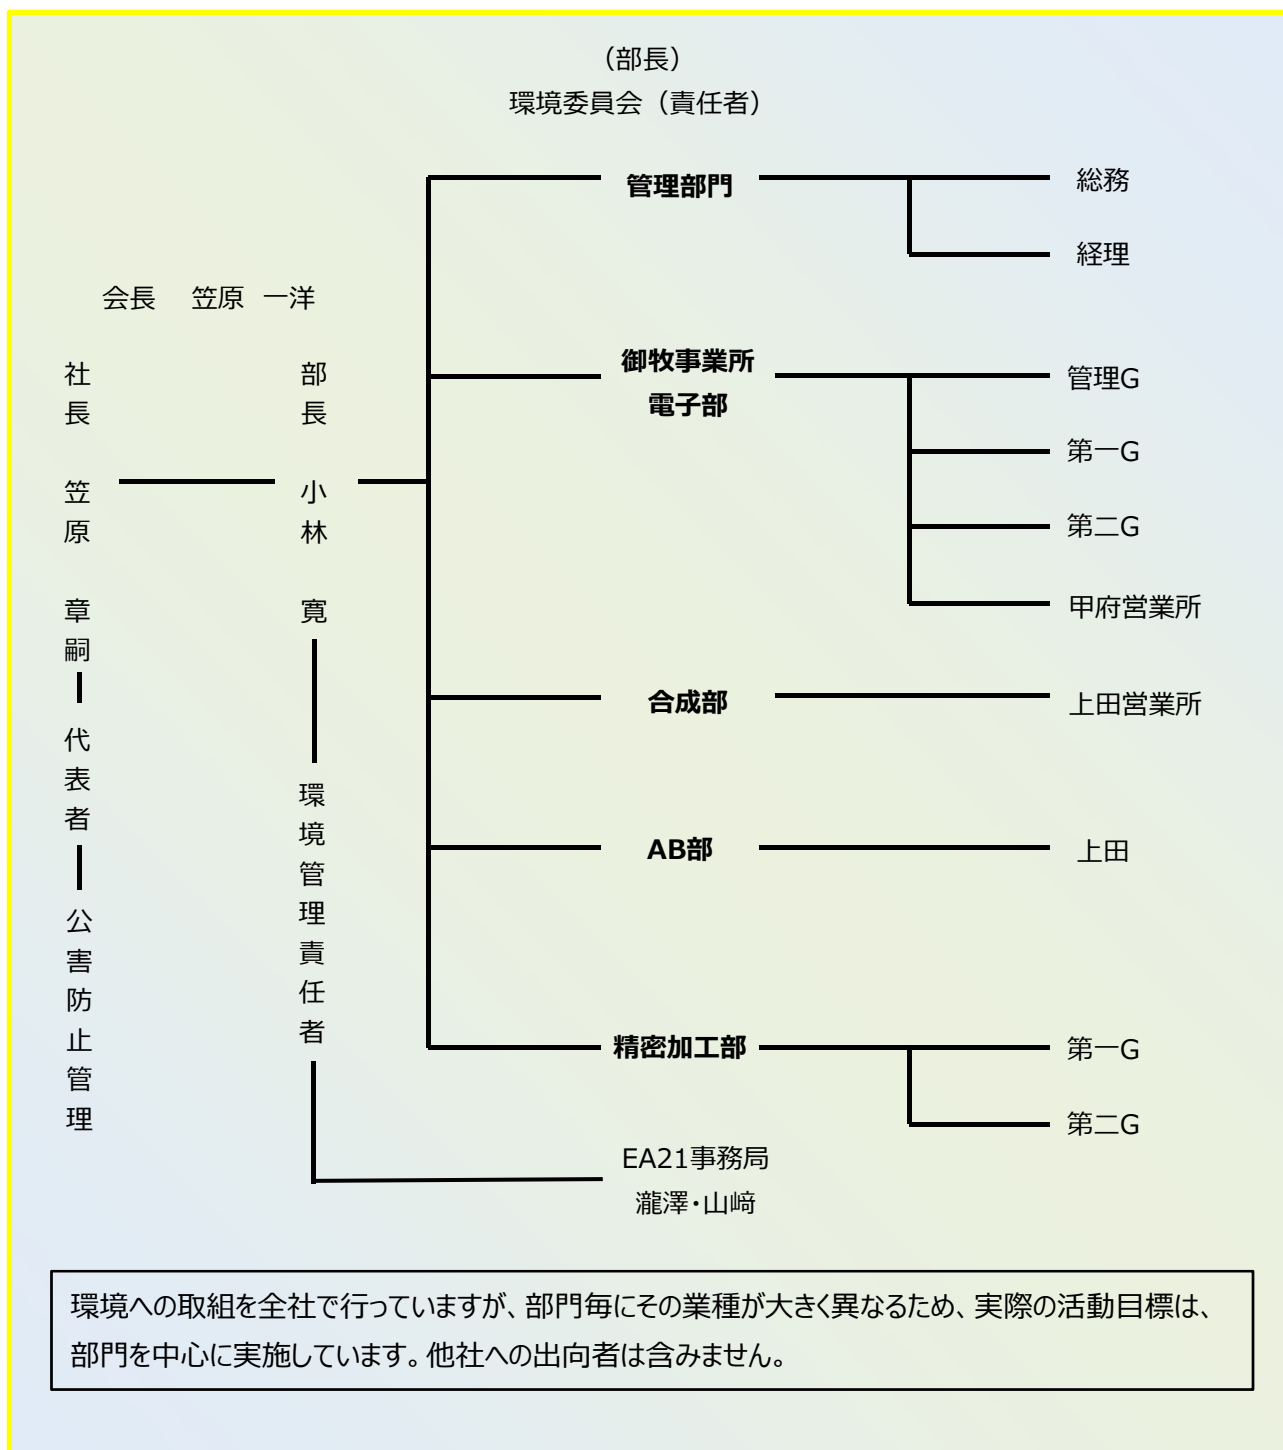 （部長）
環境委員会（責任者）
管理部門
総務
経理
会長　笠原　一洋
社長　笠原　章嗣
代表者
公害防止管理
部長　小林　寛
環境管理責任者
御牧事業所
電子部
管理G
第一G
第二G
甲府営業所
合成部
上田営業所
AB部
上田
精密加工部
第一G
第二G
EA21事務局
瀧澤・山﨑
環境への取組を全社で行っていますが、部門毎にその業種が大きく異なるため、実際の活動目標は、
部門を中心に実施しています。他社への出向者は含みません。